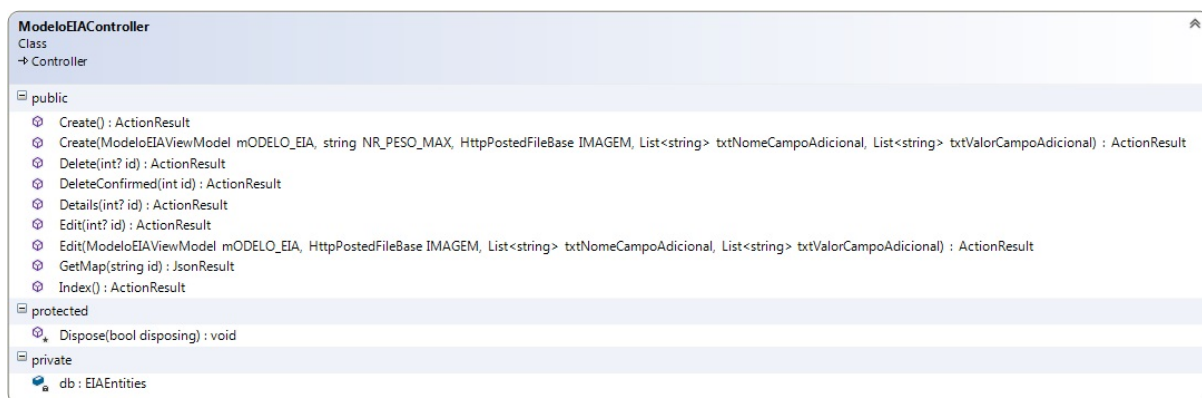 ModeloEIAController
Class
Controller
public
Create() : ActionResult
Create(ModeloEIAViewModel mODELO_EIA, string NR_PESO_MAX, HttpPostedFileBase IMAGEM, List<string> txtNomeCampoAdicional, List<string> txtValorCampoAdicional) : ActionResult
Delete(int? id) : ActionResult
DeleteConfirmed(int id) : ActionResult
Details(int? id) : ActionResult
Edit(int? id) : ActionResult
Edit(ModeloEIAViewModel mODELO_EIA, HttpPostedFileBase IMAGEM, List<string> txtNomeCampoAdicional, List<string> txtValorCampoAdicional) : ActionResult
GetMap(string id) : JsonResult
Index() : ActionResult
protected
Dispose(bool disposing) : void
private
db : EIAEntities